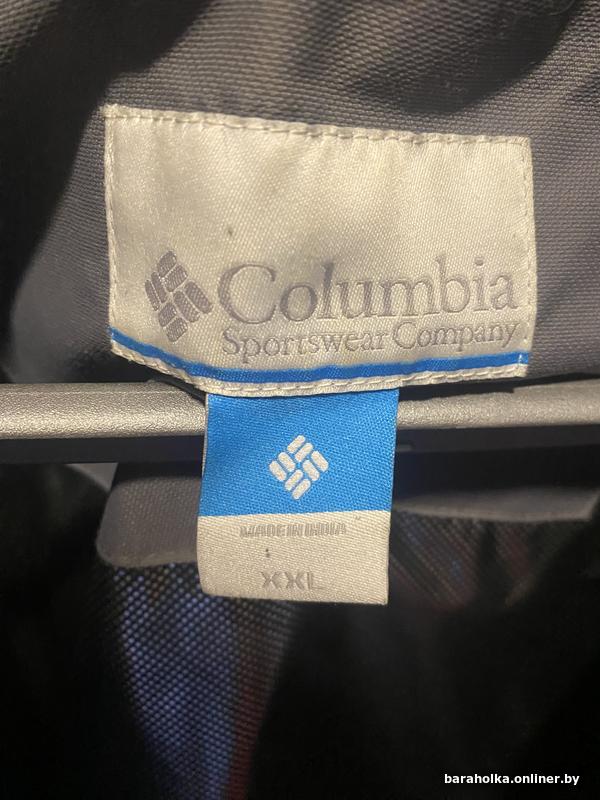 Columbia
Sportswear Company
MADE IN INDIA
XXL
baraholka.onliner.by